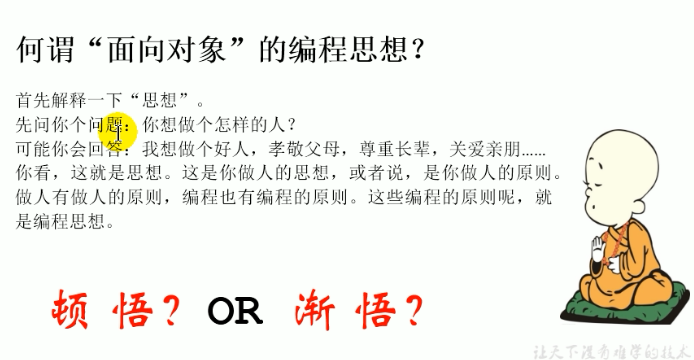 何谓“面向对象”的编程思想？
首先解释一下“思想”。
先问你个问题：你想做个怎样的人？
可能你会回答：我想做个好人，孝敬父母，尊重长辈，关爱亲朋……
你看，这就是思想。这是你做人的思想，或者说，是你做人的原则。
做人有做人的原则，编程也有编程的原则。这些编程的原则呢，就
是编程思想。
顿悟？OR 渐悟？
让天下没有难学的技术